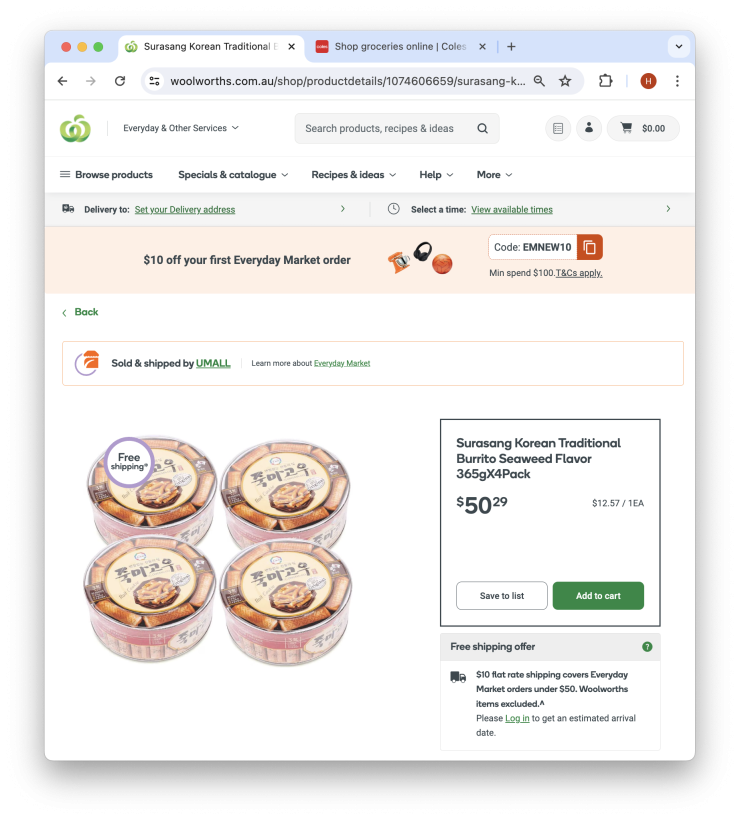 Surasang Korean Traditional B
Shop groceries online | Coles
woolworths.com.au/shop/productdetails/1074606659/surasang-k...
H
Everyday & Other Services
Search products, recipes & ideas
$0.00
Browse products
Specials & catalogue
Recipes & ideas
Help
More
Delivery to: Set your Delivery address
Select a time: View available times
$10 off your first Everyday Market order
Code: EMNEW10
Min spend $100.T&Cs apply.
Back
Sold & shipped by UMALL
Learn more about Everyday Market
Free
shipping*
Surasang Korean Traditional
Burrito Seaweed Flavor
365gX4Pack
$50 29
$12.57 / 1EA
Save to list
Add to cart
Free shipping offer
?
$10 flat rate shipping covers Everyday
Market orders under $50. Woolworths
items excluded.^
Please Log in to get an estimated arrival
date.